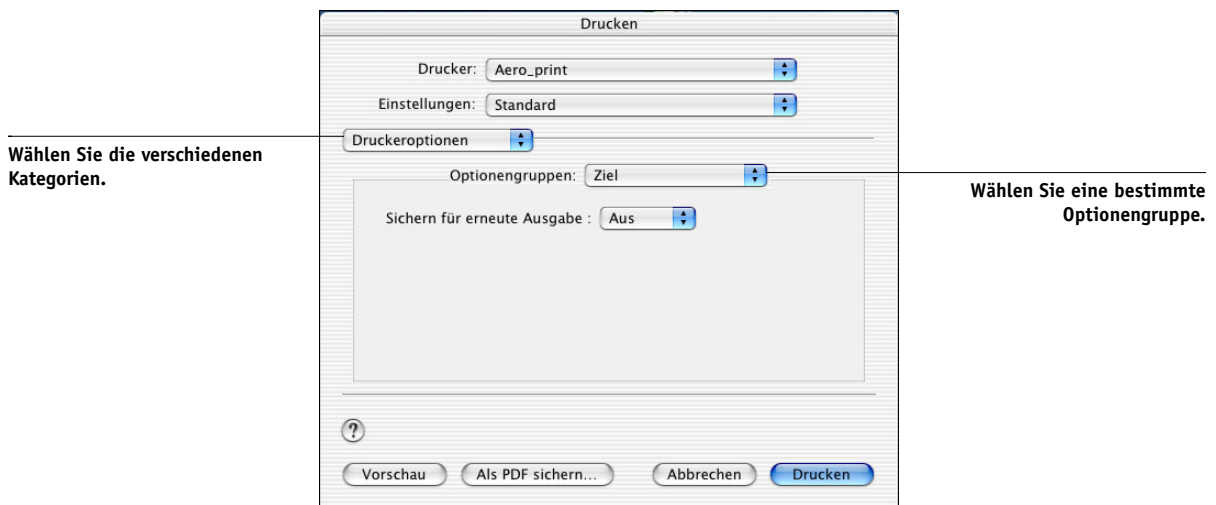 Drucken
Drucker: Aero_print
Einstellungen: Standard
Druckeroptionen
Wählen Sie die verschiedenen
Kategorien.
Optionengruppen: Ziel
Wählen Sie eine bestimmte
Optionengruppe.
Sichern für erneute Ausgabe : Aus
?
Vorschau Als PDF sichern... Abbrechen Drucken